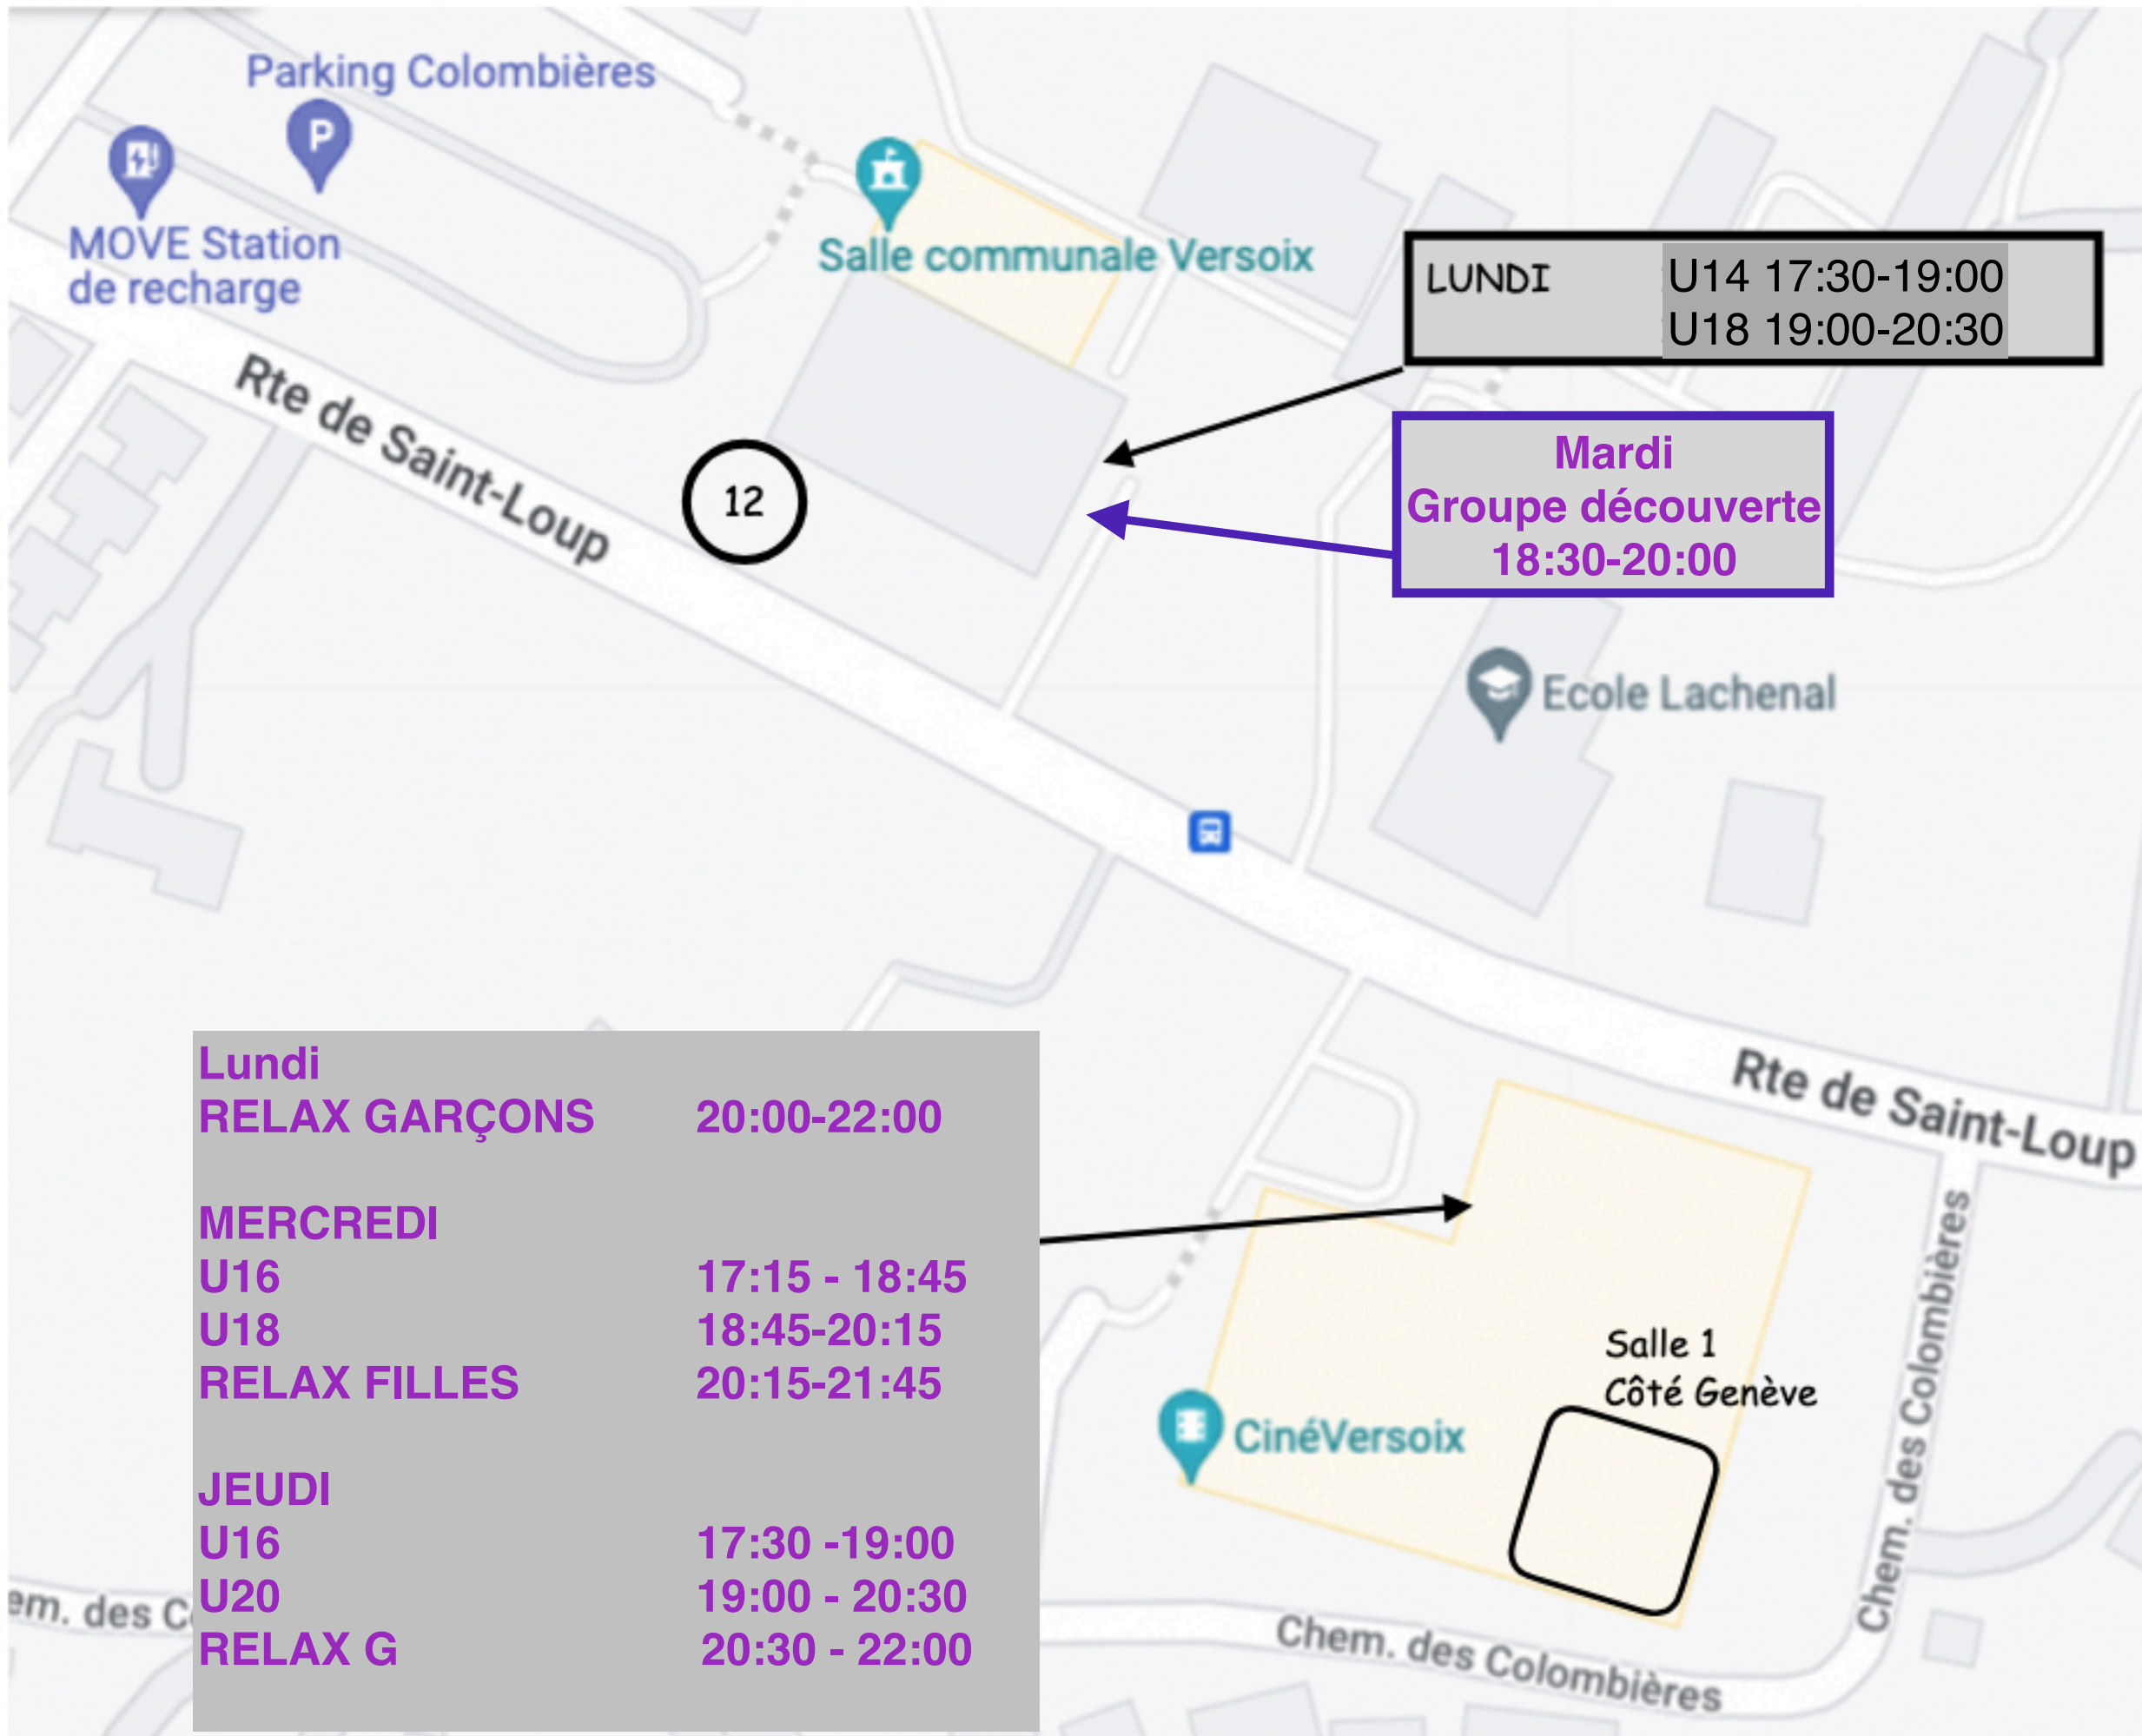 Parking Colombières
MOVE Station
de recharge
Salle communale Versoix
LUNDI U14 17:30-19:00
U18 19:00-20:30
Mardi
Groupe découverte
18:30-20:00
Rte de Saint-Loup
12
Ecole Lachenal
Lundi
RELAX GARÇONS 20:00-22:00
MERCREDI
U16 17:15 - 18:45
U18 18:45-20:15
RELAX FILLES 20:15-21:45
JEUDI
U16 17:30 -19:00
U20 19:00 - 20:30
RELAX G 20:30 - 22:00
Rte de Saint-Loup
Salle 1
Côté Genève
CinéVersoix
Chem. des Colombières
em. des C
Chem. des Colombières